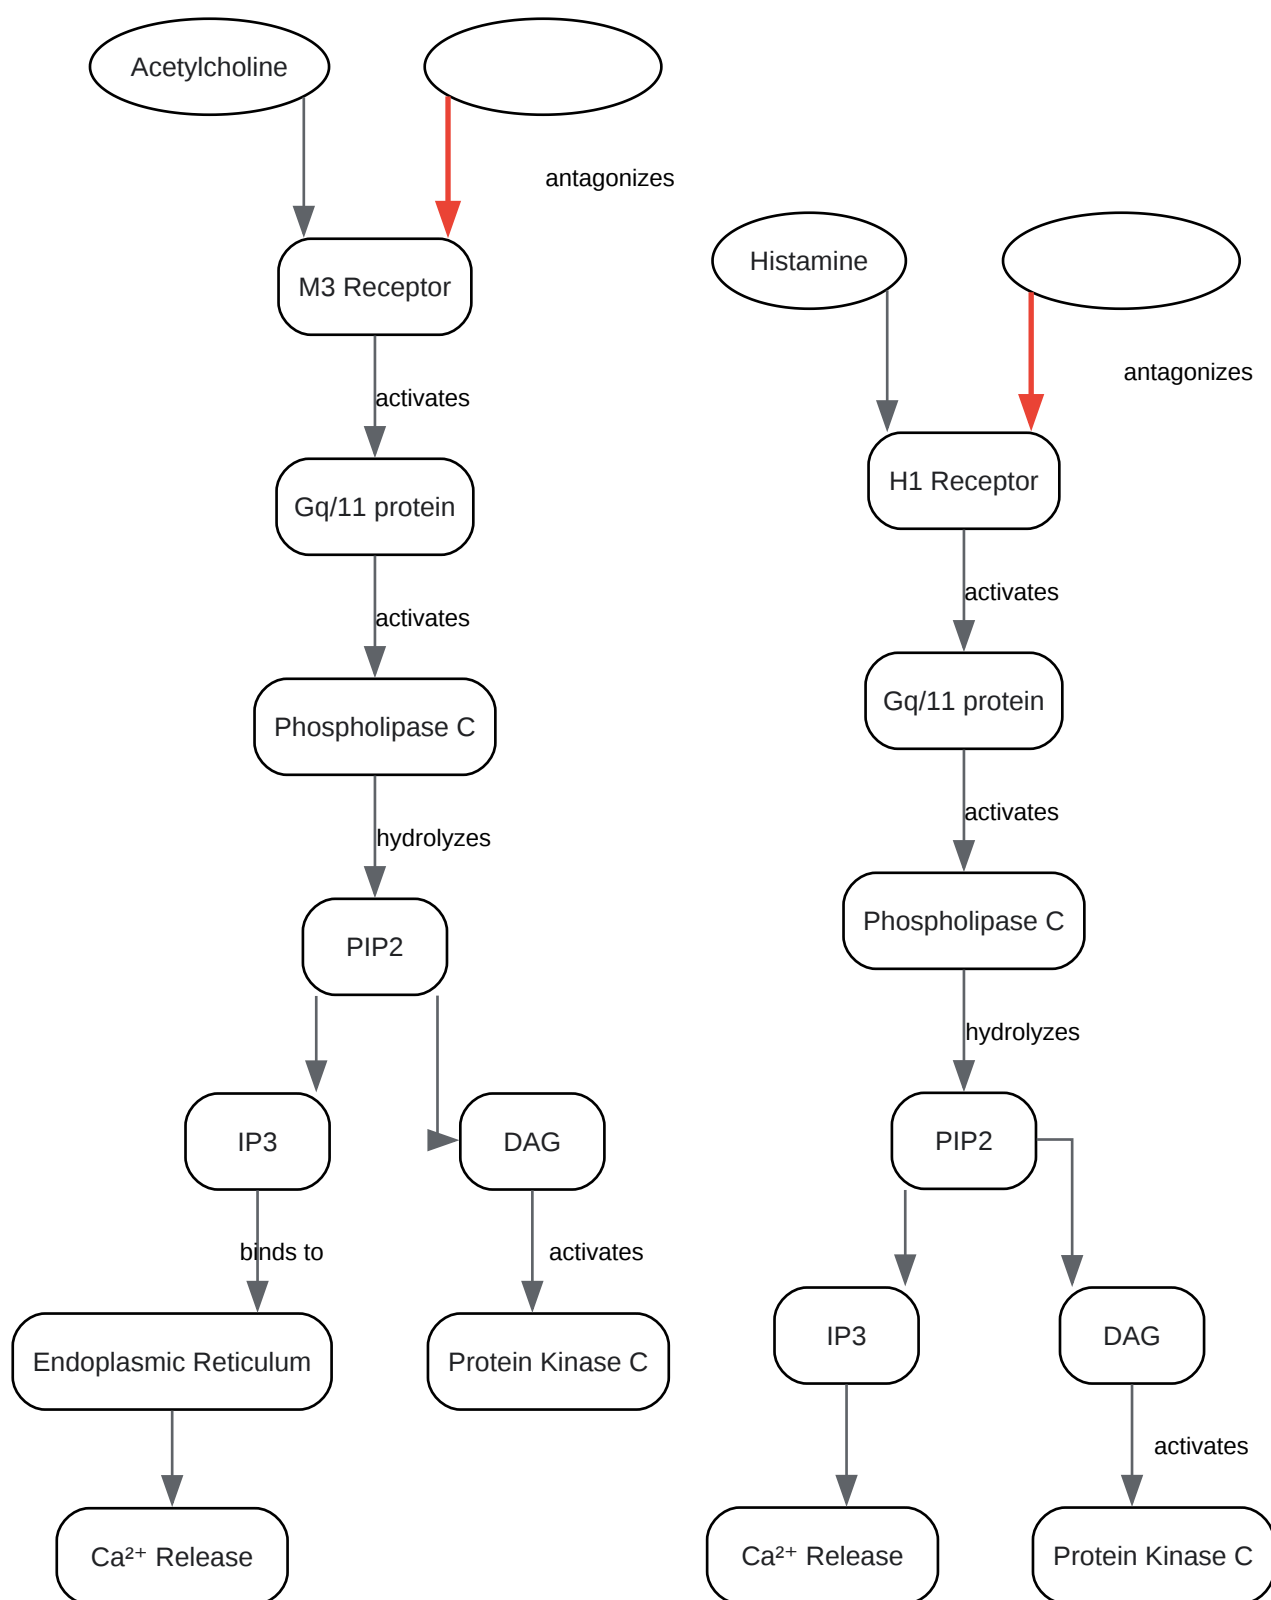 Acetylcholine
antagonizes
M3 Receptor
activates
Gq/11 protein
activates
Phospholipase C
hydrolyzes
PIP2
IP3
DAG
binds to
activates
Endoplasmic Reticulum
Protein Kinase C
Ca²⁺ Release
Histamine
antagonizes
H1 Receptor
activates
Gq/11 protein
activates
Phospholipase C
hydrolyzes
PIP2
IP3
DAG
activates
Ca²⁺ Release
Protein Kinase C